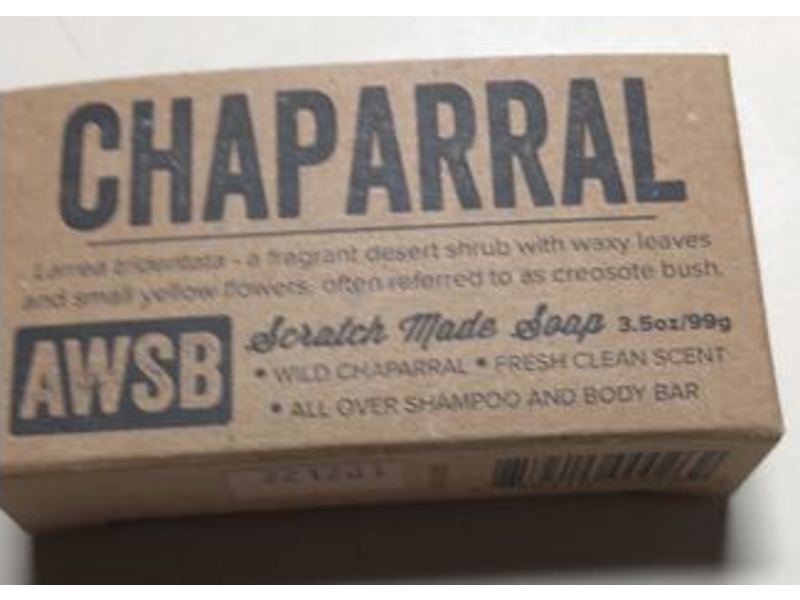 CHAPARRAL
Larrea tridentata - a fragrant desert shrub with waxy leaves
and small yellow flowers, often referred to as creosote bush.
AWSB
Scratch Made Soap 3.5oz/99g
• WILD CHAPARRAL • FRESH CLEAN SCENT
• ALL OVER SHAMPOO AND BODY BAR